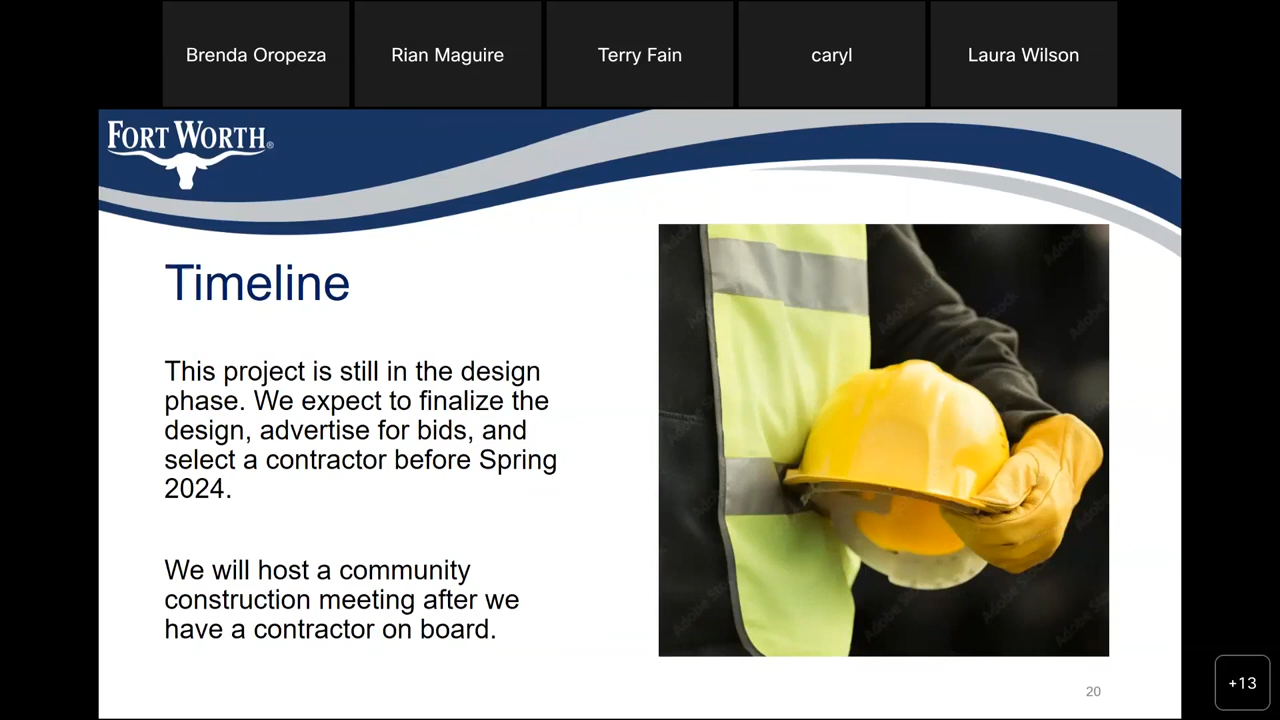 Brenda Oropeza
Rian Maguire
Terry Fain
caryl
Laura Wilson
FORT WORTH®
Timeline
This project is still in the design
phase. We expect to finalize the
design, advertise for bids, and
select a contractor before Spring
2024.
We will host a community
construction meeting after we
have a contractor on board.
20
+13